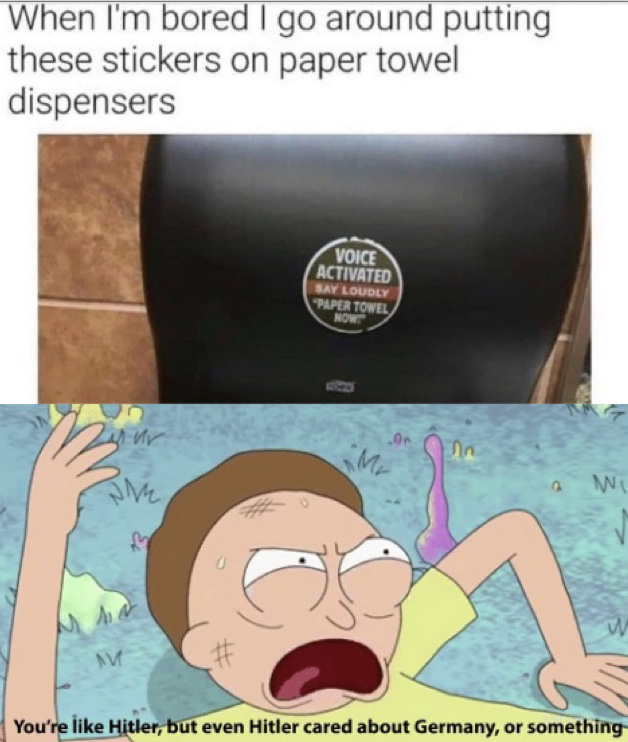 When I'm bored I go around putting
these stickers on paper towel
dispensers
VOICE
ACTIVATED
SAY LOUDLY
"PAPER TOWEL
NOW!"
You're like Hitler, but even Hitler cared about Germany, or something